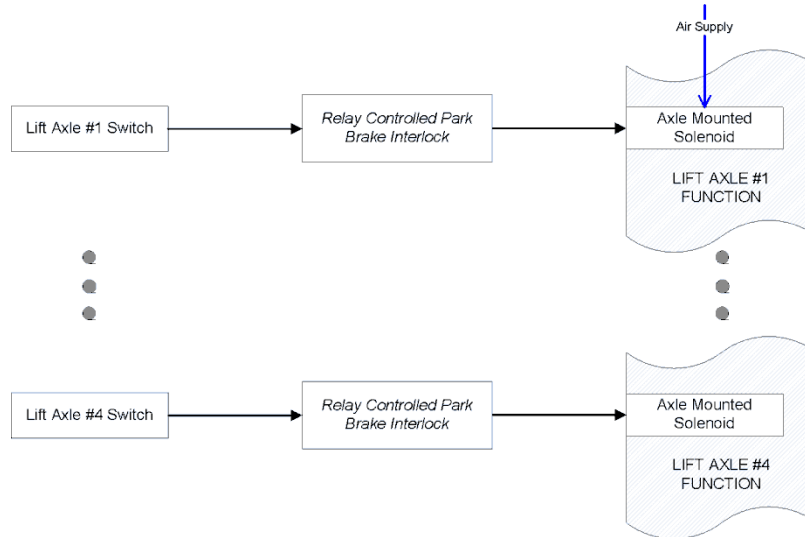 Air Supply
Lift Axle #1 Switch
Relay Controlled Park
Brake Interlock
Axle Mounted
Solenoid
LIFT AXLE #1
FUNCTION
Lift Axle #4 Switch
Relay Controlled Park
Brake Interlock
Axle Mounted
Solenoid
LIFT AXLE #4
FUNCTION